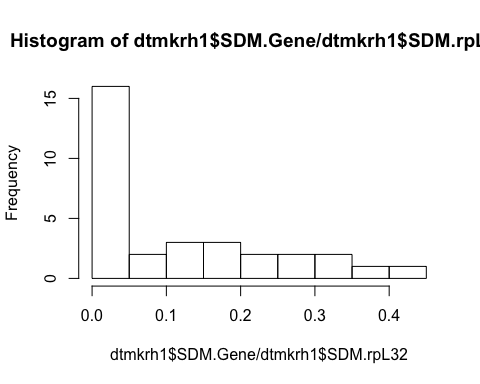 Histogram of dtmkrh1$SDM.Gene/dtmkrh1$SDM.rpL
15
10
5
0
Frequency
0.0 0.1 0.2 0.3 0.4
dtmkrh1$SDM.Gene/dtmkrh1$SDM.rpL32